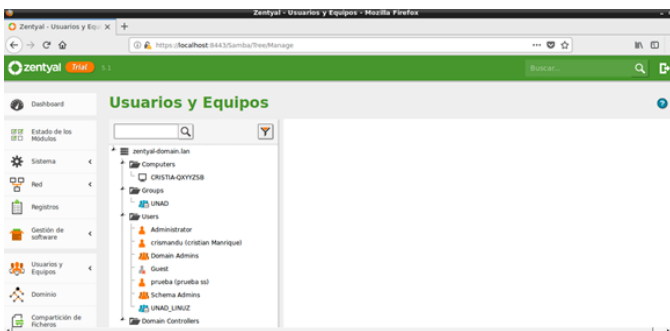 Zentyal - Usuarios y Equipos - Mozilla Firefox
Zentyal - Usuarios y Equi
https://localhost:8443/Samba/Tree/Manage
zentyal Trial 5.1
Buscar...
Dashboard
Estado de los
Módulos
Sistema
Red
Registros
Gestión de
software
Usuarios y
Equipos
Dominio
Compartición de
Ficheros
Usuarios y Equipos
zentyal-domain.lan
Computers
CRISTIA-QXYYZSB
Groups
UNAD
Users
Administrator
crismandu (cristian Manrique)
Domain Admins
Guest
prueba (prueba ss)
Schema Admins
UNAD_LINUZ
Domain Controllers